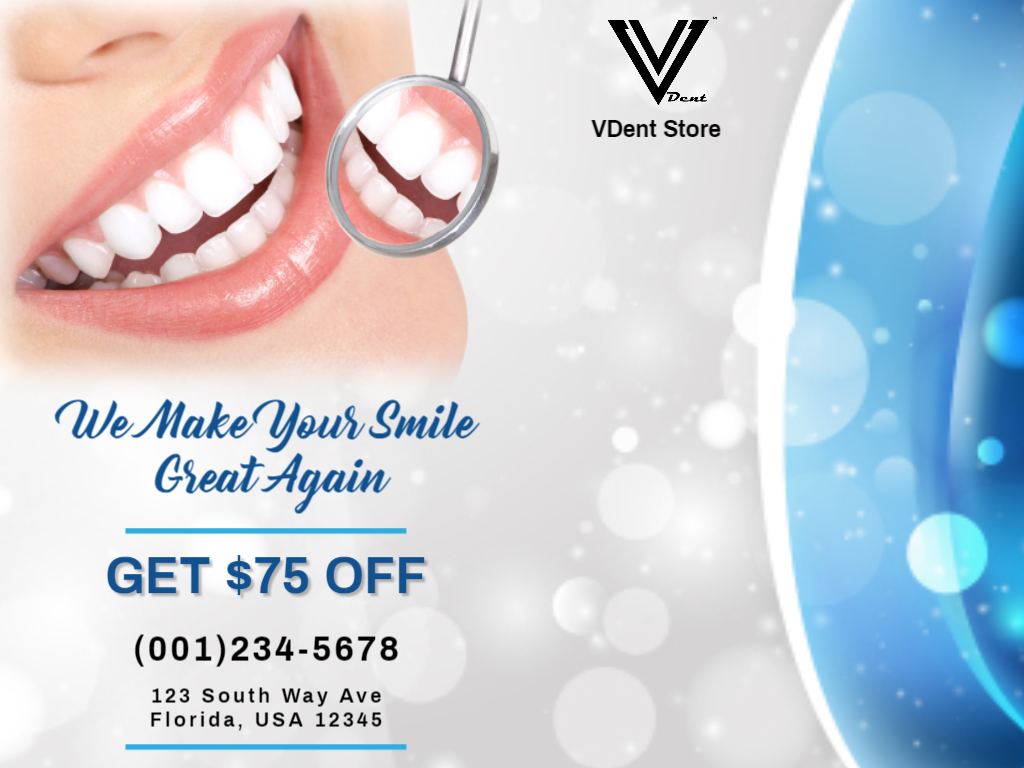 Dent
VDent Store
We Make Your Smile
Great Again
GET $75 OFF
(001)234-5678
123 South Way Ave
Florida, USA 12345